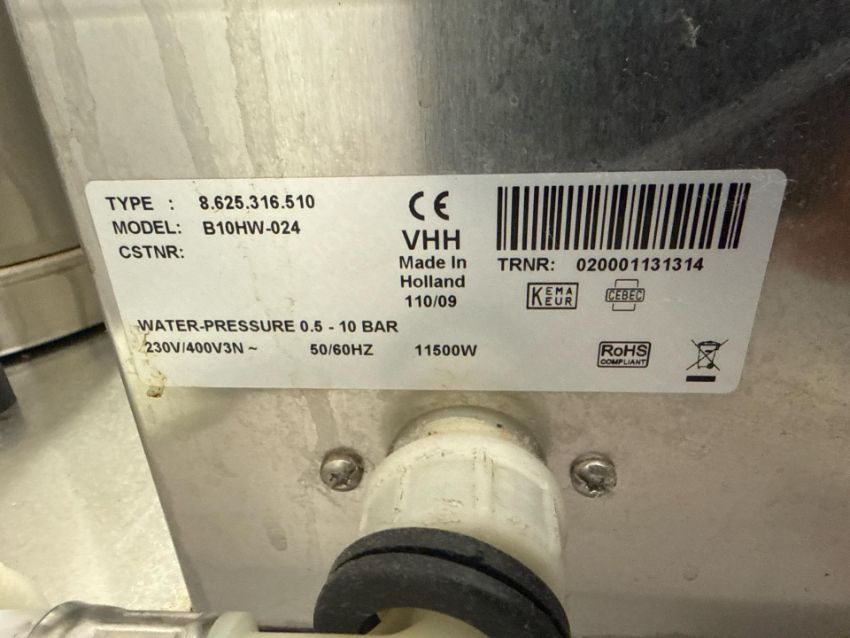 TYPE : 8.625.316.510
MODEL: B10HW-024
CSTNR:
CE
VHH
Made In
Holland
110/09
TRNR: 020001131314
KEMA
EUR
CEBEC
WATER-PRESSURE 0.5 - 10 BAR
230V/400V3N ~ 50/60HZ 11500W
RoHS
COMPLIANT